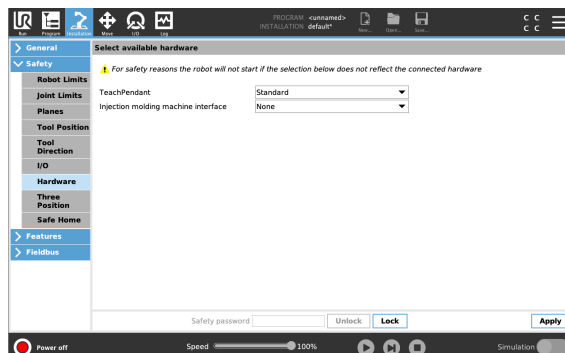 UR
Run
Program
Installation
Move
I/O
Log
PROGRAM <unnamed>
INSTALLATION default*
New...
Open...
Save...
C C
C C
General
Safety
Robot Limits
Joint Limits
Planes
Tool Position
Tool
Direction
I/O
Hardware
Three
Position
Safe Home
Features
Fieldbus
Select available hardware
For safety reasons the robot will not start if the selection below does not reflect the connected hardware
TeachPendant Standard
Injection molding machine interface None
Safety password Unlock Lock Apply
Power off Speed 100% Simulation